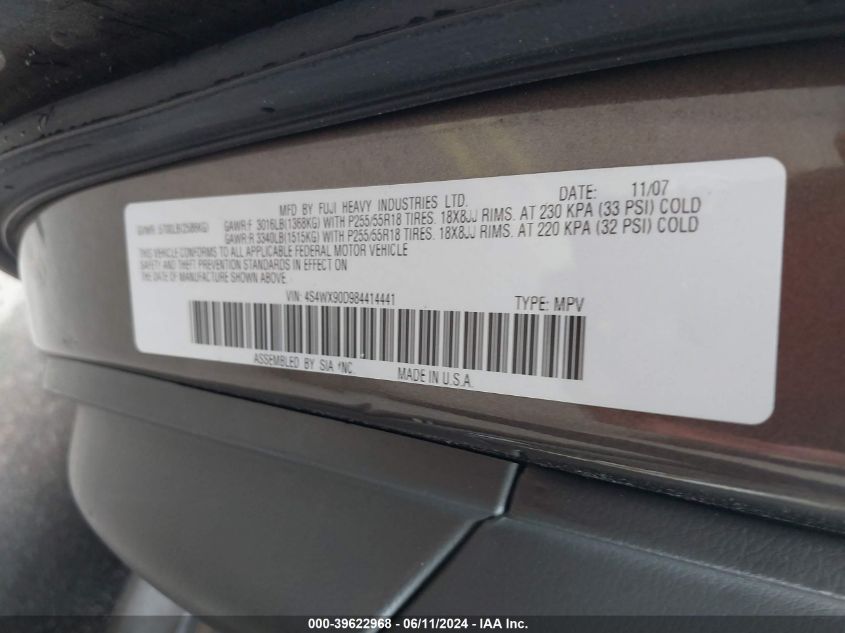 MFD BY FUJI HEAVY INDUSTRIES LTD. DATE: 11/07
GVWR: 5700LB(2586KG) GAWR:F 3016LB(1368KG) WITH P255/55R18 TIRES. 18X8JJ RIMS. AT 230 KPA (33 PSI) COLD
GAWR:R 3340LB(1515KG) WITH P255/55R18 TIRES. 18X8JJ RIMS. AT 220 KPA (32 PSI) COLD
THIS VEHICLE CONFORMS TO ALL APPLICABLE FEDERAL MOTOR VEHICLE
SAFETY AND THEFT PREVENTION STANDARDS IN EFFECT ON
THE DATE OF MANUFACTURE SHOWN ABOVE.
VIN: 4S4WX90D984414441 TYPE: MPV
ASSEMBLED BY SIA INC. MADE IN U.S.A.
000-39622968 - 06/11/2024 - IAA Inc.